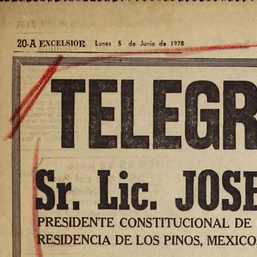 20-A EXCELSIOR Lunes 5 de Junio de 1978
TELEGR
Sr. Lic. JOSE
PRESIDENTE CONSTITUCIONAL DE
RESIDENCIA DE LOS PINOS, MEXICO